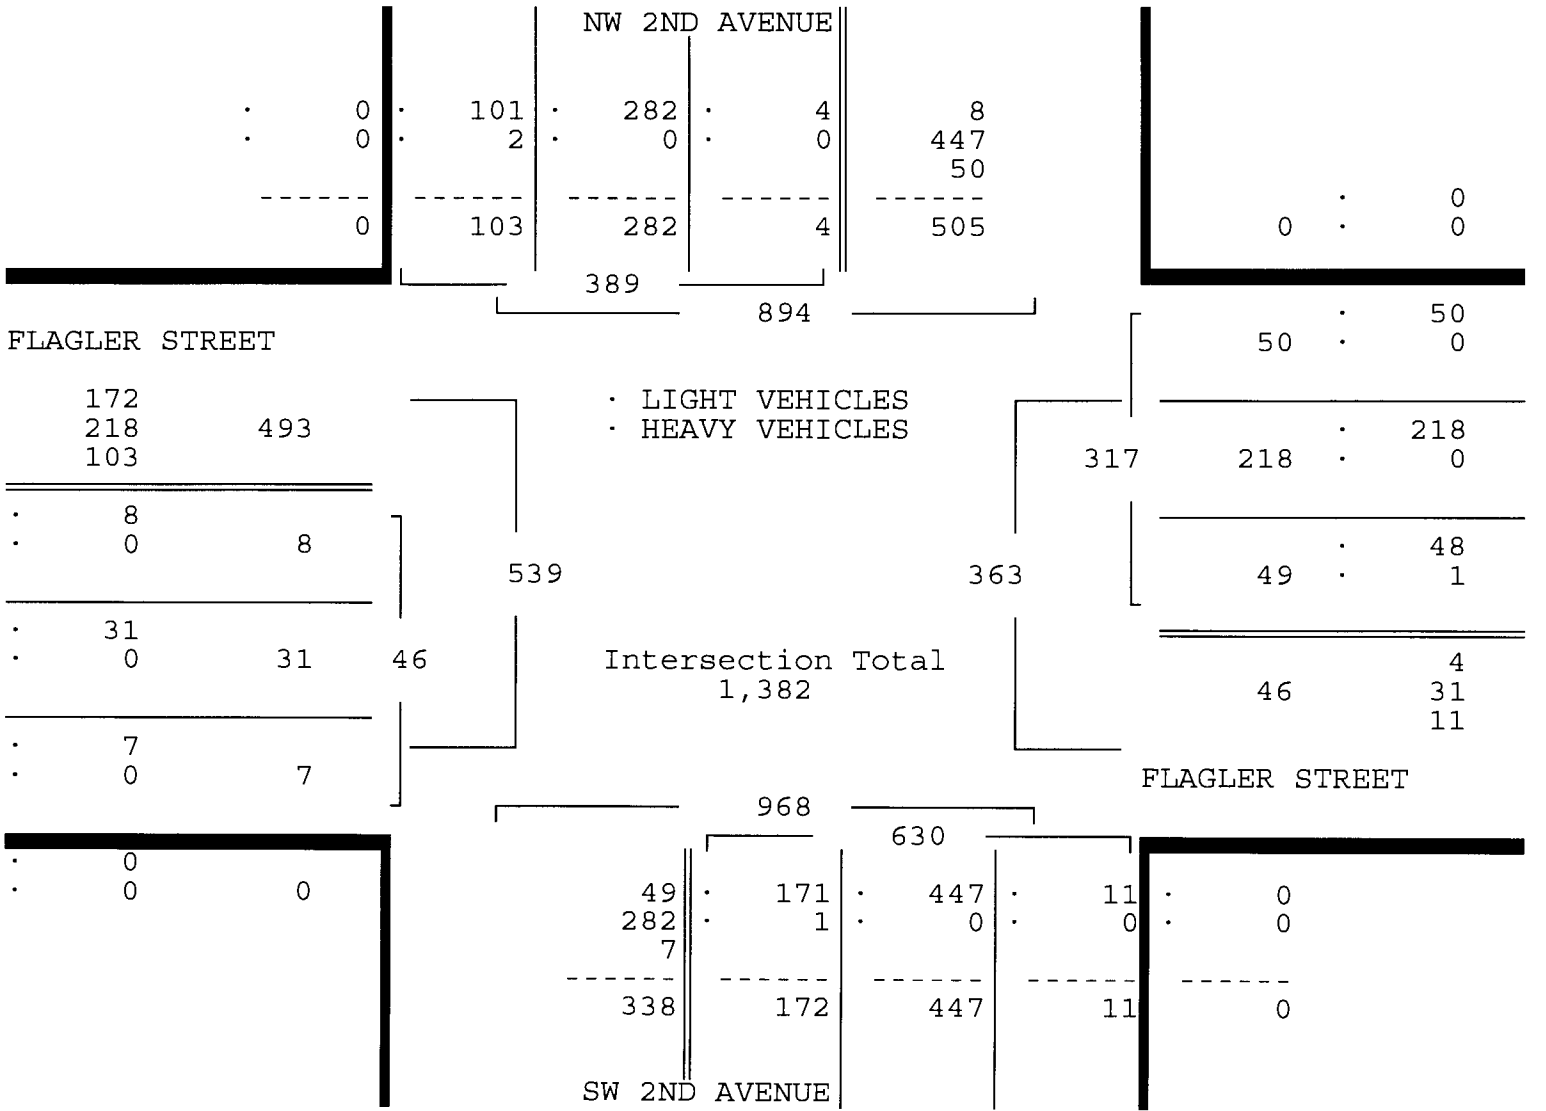 NW 2ND AVENUE
· 0 · 101 · 282 · 4 8
· 0 · 2 · 0 · 0 447
50
------ ------ ------ ------ ------
· 0
0 103 282 4 505 0 · 0
389
894 · 50
FLAGLER STREET 50 · 0
172 · LIGHT VEHICLES
218 493 · HEAVY VEHICLES · 218
103 317 218 · 0
· 8
· 0 8 · 48
539 363 49 · 1
· 31
· 0 31 46 Intersection Total 4
1,382 46 31
11
· 7
· 0 7 FLAGLER STREET
968
630
· 0
· 0 0 49 · 171 · 447 · 11 · 0
282 · 1 · 0 · 0 · 0
7
------ ------ ------ ------ ------
338 172 447 11 0
SW 2ND AVENUE